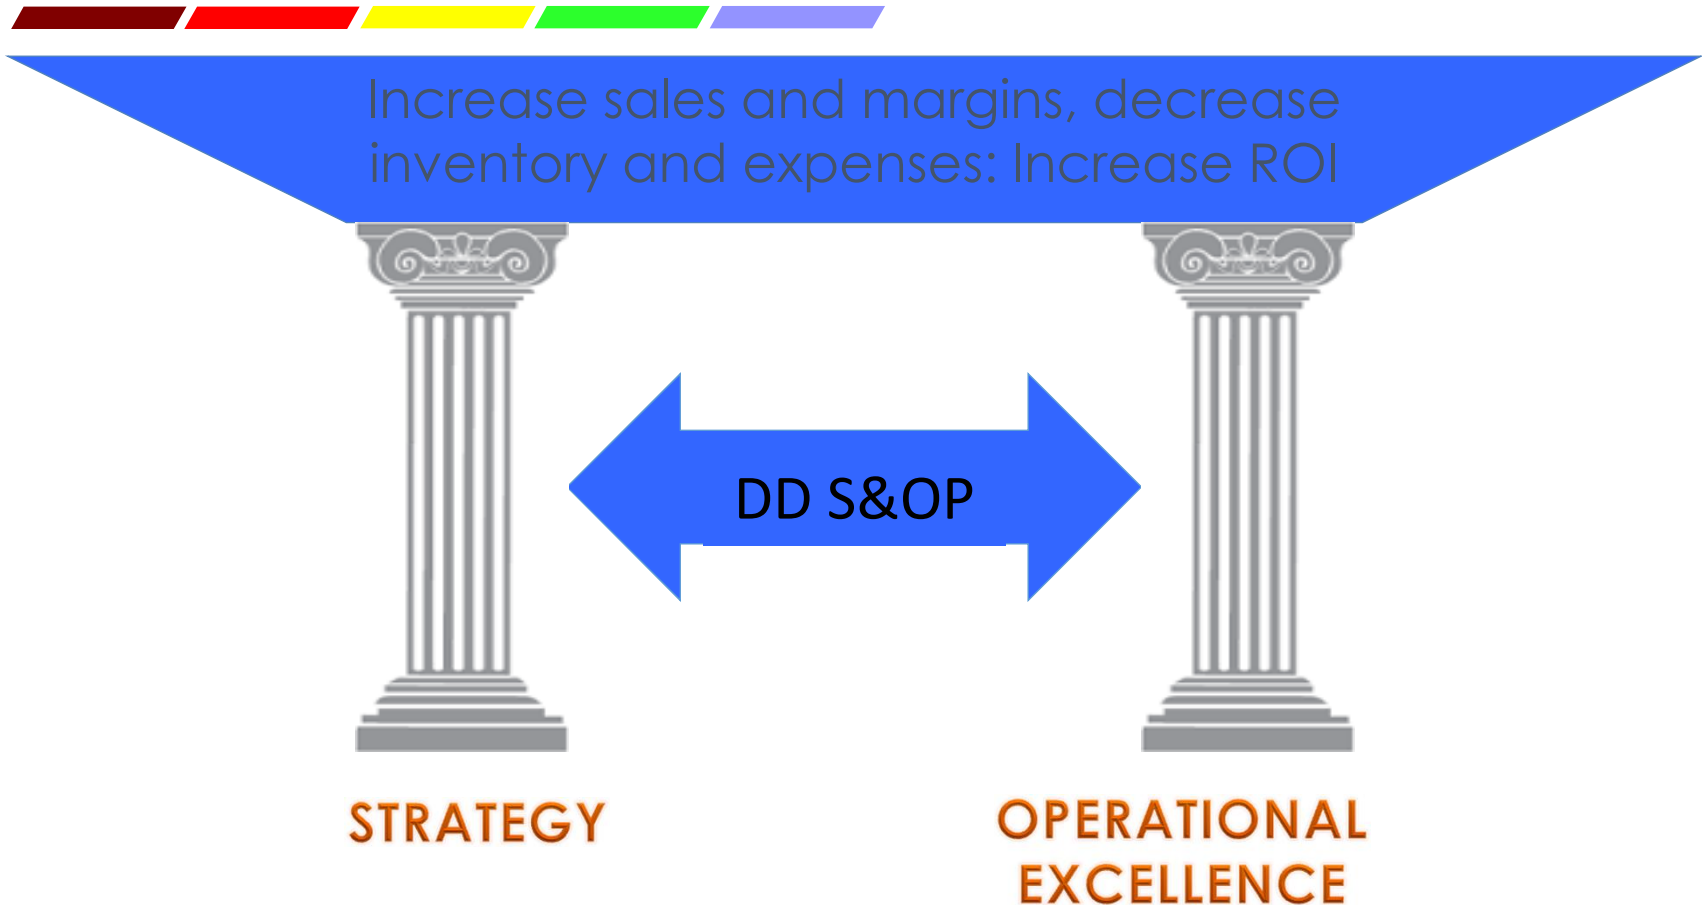 Increase sales and margins, decrease
inventory and expenses: Increase ROI
DD S&OP
STRATEGY
OPERATIONAL
EXCELLENCE